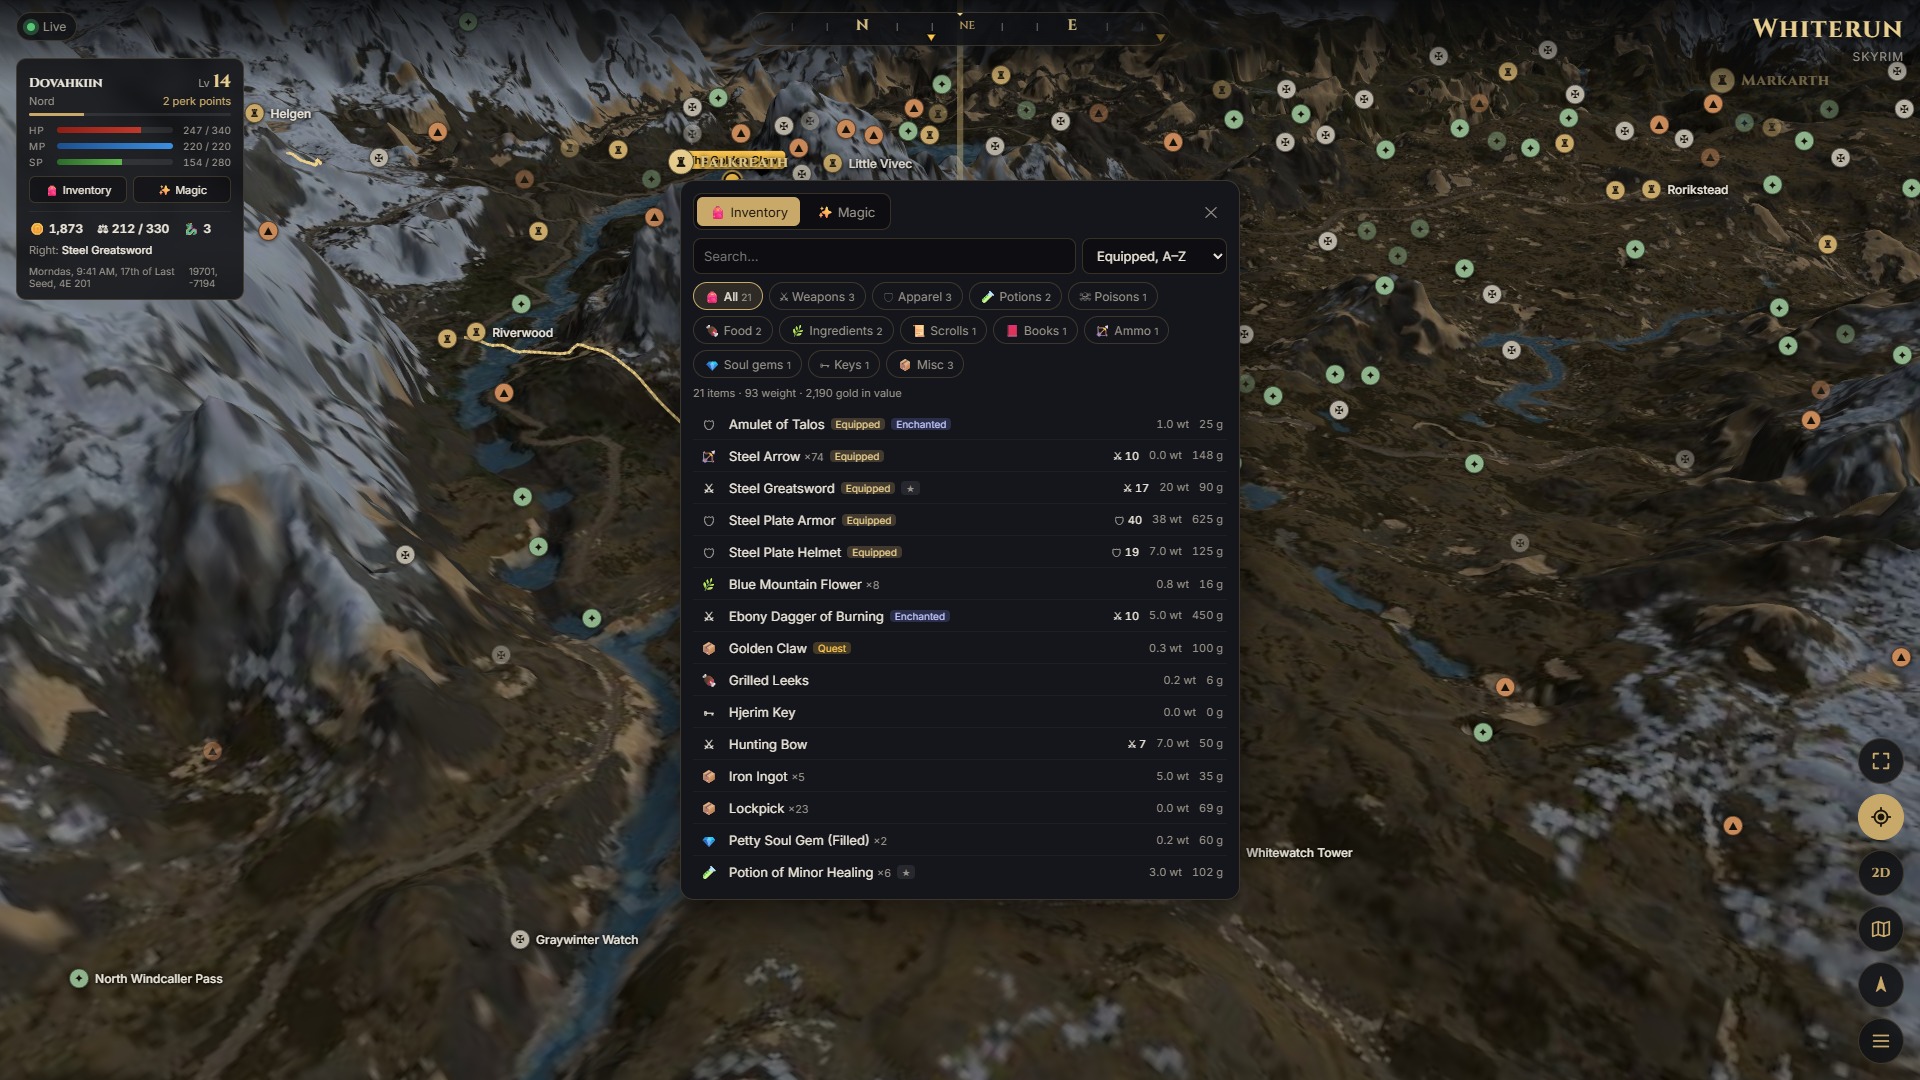 Live
N NE E
WHITERUN
SKYRIM
MARKARTH
DOVAHKIIN Lv 14
Nord 2 perk points
HP 247 / 340
MP 220 / 220
SP 154 / 280
Inventory Magic
1,873 212 / 330 3
Right: Steel Greatsword
Morndas, 9:41 AM, 17th of Last Seed, 4E 201
19701, -7194
Helgen
FALKREATH
Little Vivec
Rorikstead
Riverwood
Inventory Magic
Search...
Equipped, A–Z
All 21 Weapons 3 Apparel 3 Potions 2 Poisons 1
Food 2 Ingredients 2 Scrolls 1 Books 1 Ammo 1
Soul gems 1 Keys 1 Misc 3
21 items · 93 weight · 2,190 gold in value
Amulet of Talos Equipped Enchanted 1.0 wt 25 g
Steel Arrow ×74 Equipped 10 0.0 wt 148 g
Steel Greatsword Equipped ★ 17 20 wt 90 g
Steel Plate Armor Equipped 40 38 wt 625 g
Steel Plate Helmet Equipped 19 7.0 wt 125 g
Blue Mountain Flower ×8 0.8 wt 16 g
Ebony Dagger of Burning Enchanted 10 5.0 wt 450 g
Golden Claw Quest 0.3 wt 100 g
Grilled Leeks 0.2 wt 6 g
Hjerim Key 0.0 wt 0 g
Hunting Bow 7 7.0 wt 50 g
Iron Ingot ×5 5.0 wt 35 g
Lockpick ×23 0.0 wt 69 g
Petty Soul Gem (Filled) ×2 0.2 wt 60 g
Potion of Minor Healing ×6 ★ 3.0 wt 102 g
Whitewatch Tower
2D
Graywinter Watch
North Windcaller Pass